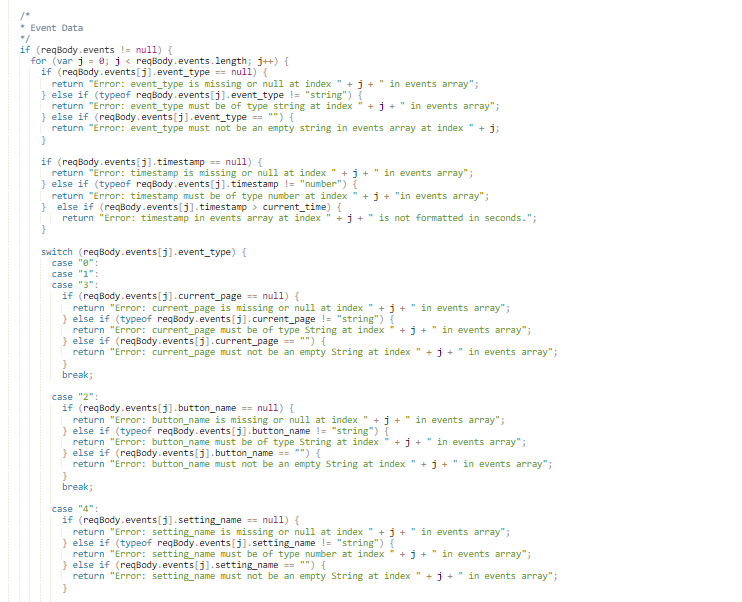 /*
* Event Data
*/
if (reqBody.events != null) {
for (var j = 0; j < reqBody.events.length; j++) {
if (reqBody.events[j].event_type == null) {
return "Error: event_type is missing or null at index " + j + " in events array";
} else if (typeof reqBody.events[j].event_type != "string") {
return "Error: event_type must be of type string at index " + j + " in events array";
} else if (reqBody.events[j].event_type == "") {
return "Error: event_type must not be an empty string in events array at index " + j;
}
if (reqBody.events[j].timestamp == null) {
return "Error: timestamp is missing or null at index " + j + " in events array";
} else if (typeof reqBody.events[j].timestamp != "number") {
return "Error: timestamp must be of type number at index " + j + "in events array";
} else if (reqBody.events[j].timestamp > current_time) {
return "Error: timestamp in events array at index " + j + " is not formatted in seconds.";
}
switch (reqBody.events[j].event_type) {
case "0":
case "1":
case "3":
if (reqBody.events[j].current_page == null) {
return "Error: current_page is missing or null at index " + j + " in events array";
} else if (typeof reqBody.events[j].current_page != "string") {
return "Error: current_page must be of type String at index " + j + " in events array";
} else if (reqBody.events[j].current_page == "") {
return "Error: current_page must not be an empty String at index " + j + " in events array";
}
break;
case "2":
if (reqBody.events[j].button_name == null) {
return "Error: button_name is missing or null at index " + j + " in events array";
} else if (typeof reqBody.events[j].button_name != "string") {
return "Error: button_name must be of type String at index " + j + " in events array";
} else if (reqBody.events[j].button_name == "") {
return "Error: button_name must not be an empty String at index " + j + " in events array";
}
break;
case "4":
if (reqBody.events[j].setting_name == null) {
return "Error: setting_name is missing or null at index " + j + " in events array";
} else if (typeof reqBody.events[j].setting_name != "string") {
return "Error: setting_name must be of type number at index " + j + " in events array";
} else if (reqBody.events[j].setting_name == "") {
return "Error: setting_name must not be an empty String at index " + j + " in events array";
}